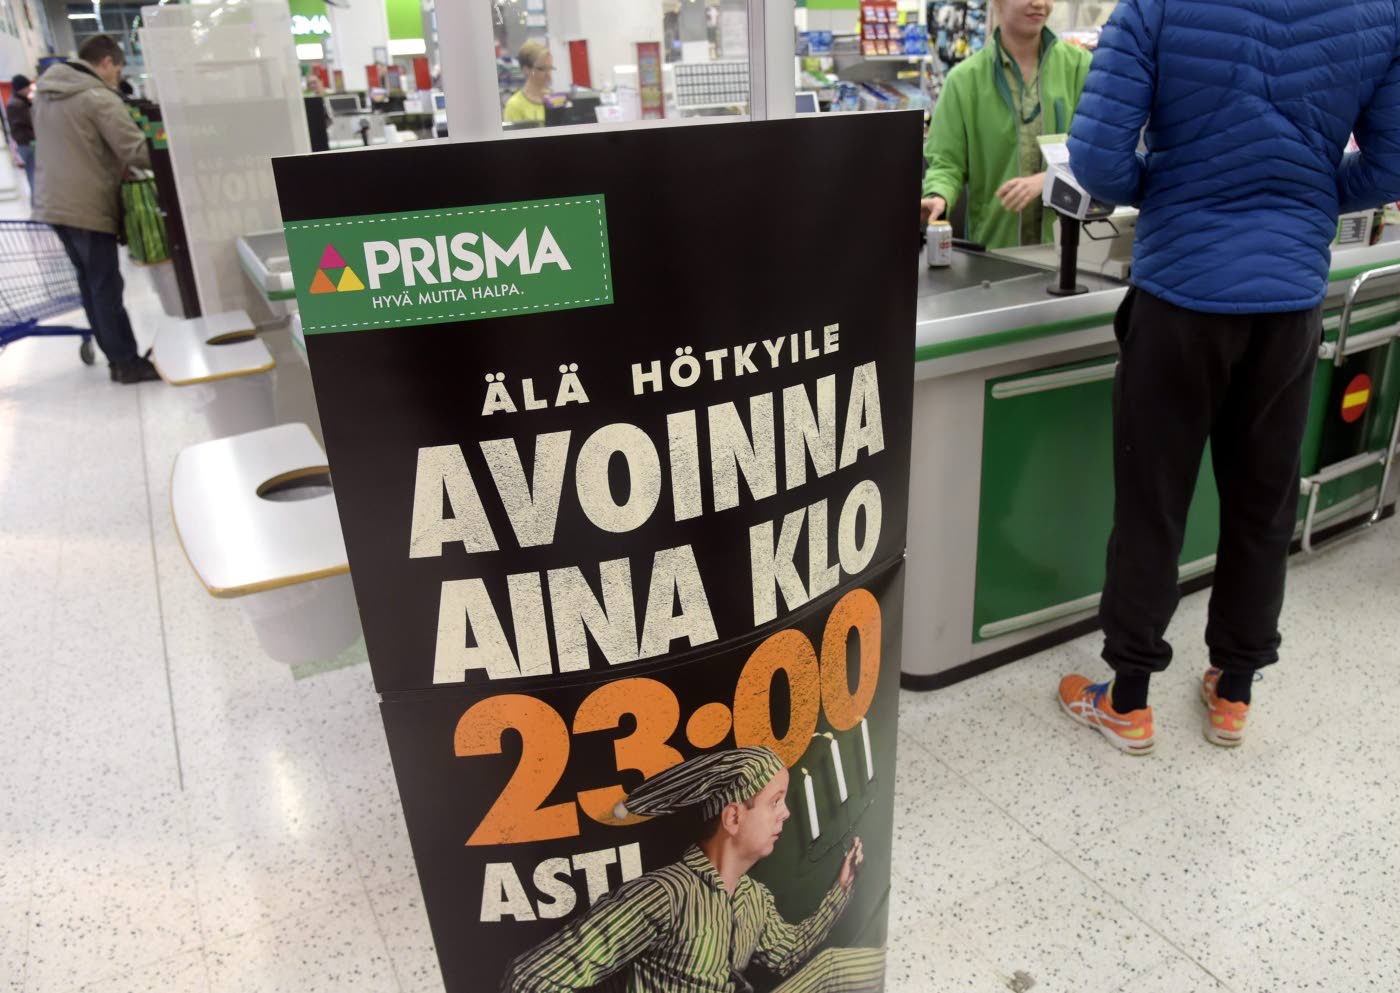 PRISMA
HYVÄ MUTTA HALPA.
ÄLÄ HÖTKYILE
AVOINNA
AINA KLO
23·00
ASTI